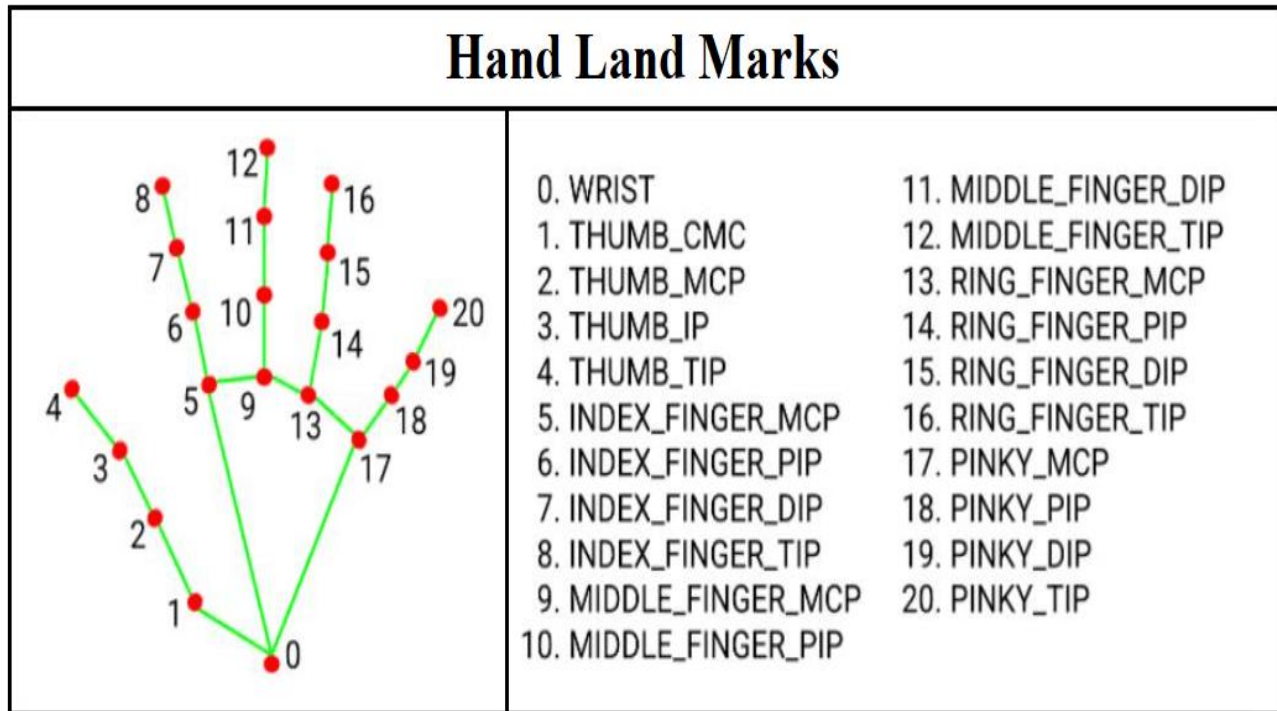 Hand Land Marks
12
8
16
11
7
15
10
6
14
20
19
4
5
9
18
13
3
17
2
1
0
0. WRIST
1. THUMB_CMC
2. THUMB_MCP
3. THUMB_IP
4. THUMB_TIP
5. INDEX_FINGER_MCP
6. INDEX_FINGER_PIP
7. INDEX_FINGER_DIP
8. INDEX_FINGER_TIP
9. MIDDLE_FINGER_MCP
10. MIDDLE_FINGER_PIP
11. MIDDLE_FINGER_DIP
12. MIDDLE_FINGER_TIP
13. RING_FINGER_MCP
14. RING_FINGER_PIP
15. RING_FINGER_DIP
16. RING_FINGER_TIP
17. PINKY_MCP
18. PINKY_PIP
19. PINKY_DIP
20. PINKY_TIP